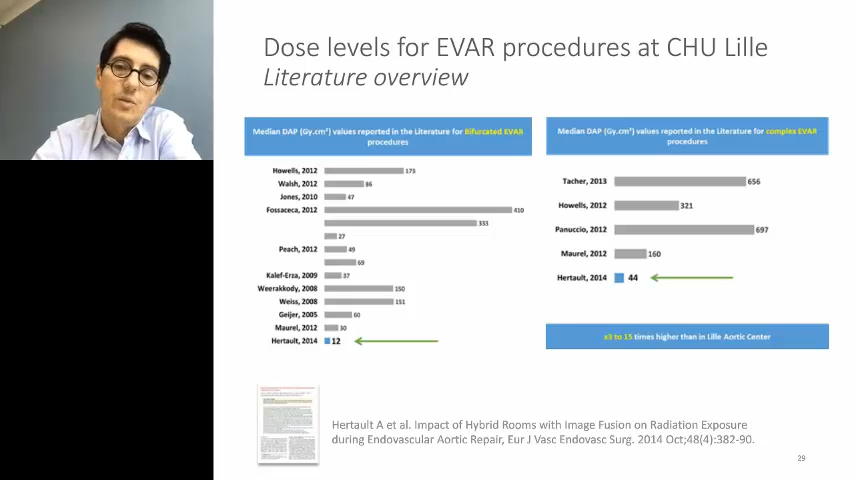 Dose levels for EVAR procedures at CHU Lille
Literature overview
Median DAP (Gy.cm²) values reported in the Literature for Bifurcated EVAR
procedures
Howells, 2012 173
Walsh, 2012 86
Jones, 2010 47
Fossaceca, 2012 410
333
27
Peach, 2012 49
69
Kalef-Erza, 2009 37
Weerakkody, 2008 150
Weiss, 2008 151
Geijer, 2005 60
Maurel, 2012 30
Hertault, 2014 12
Median DAP (Gy.cm²) values reported in the Literature for complex EVAR
procedures
Tacher, 2013 656
Howells, 2012 321
Panuccio, 2012 697
Maurel, 2012 160
Hertault, 2014 44
x3 to 15 times higher than in Lille Aortic Center
Hertault A et al. Impact of Hybrid Rooms with Image Fusion on Radiation Exposure
during Endovascular Aortic Repair, Eur J Vasc Endovasc Surg. 2014 Oct;48(4):382-90.
29